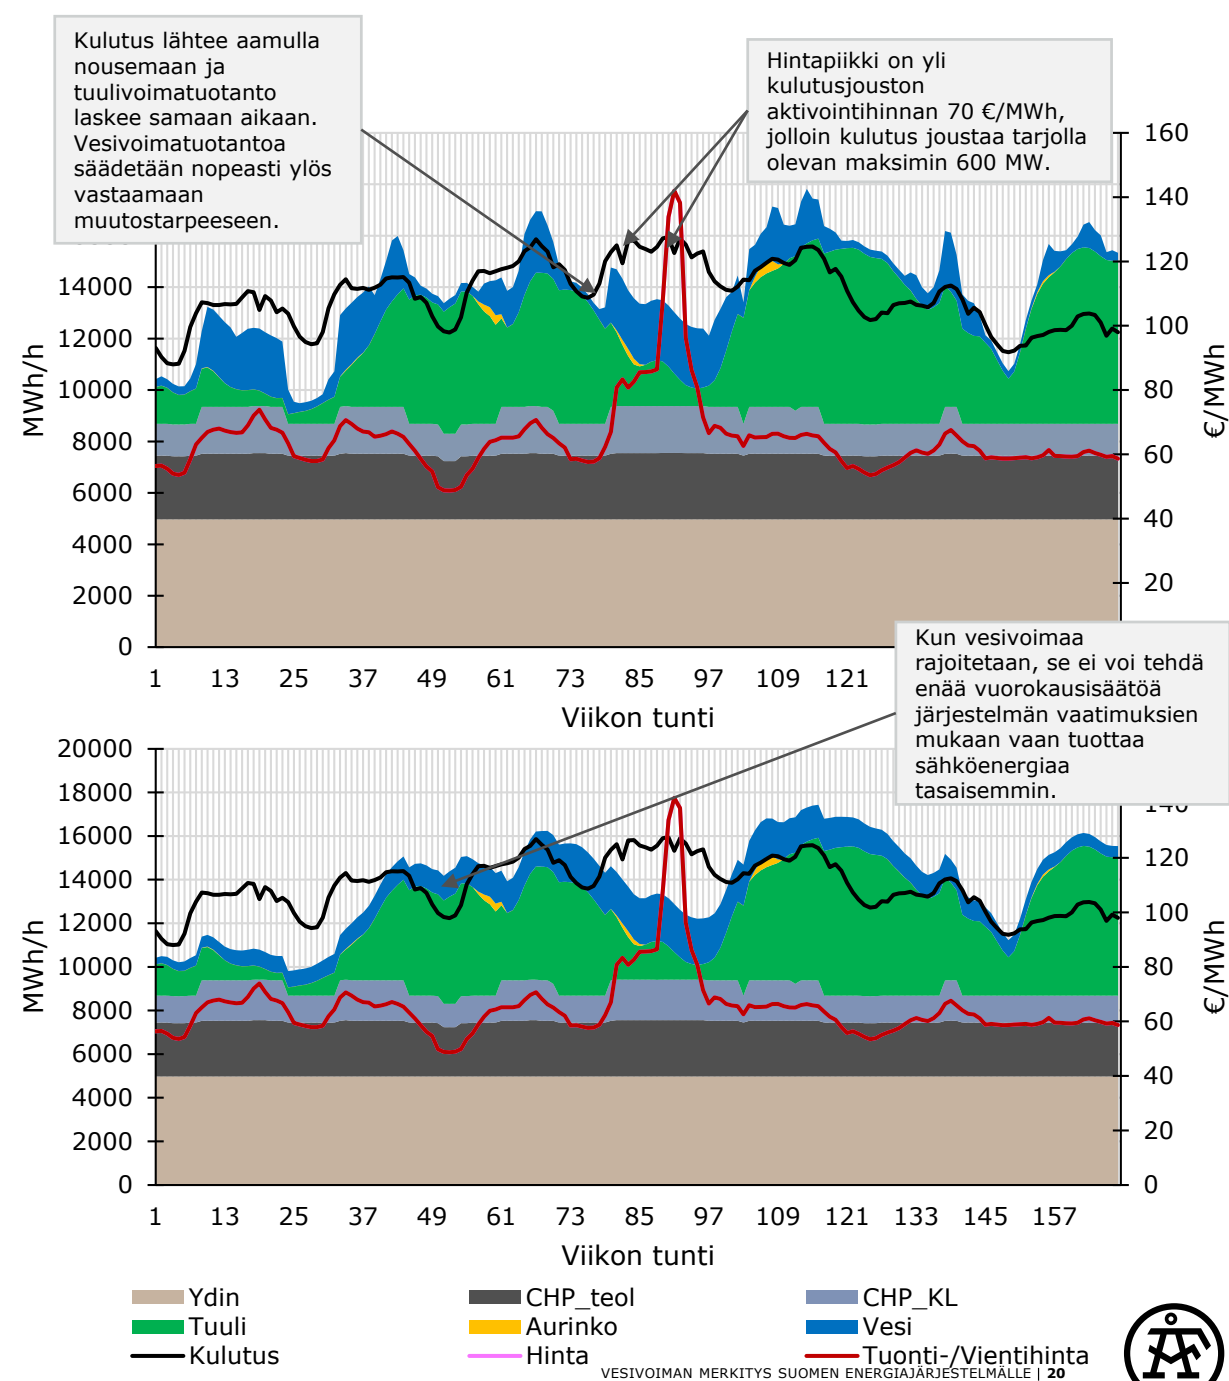 Kulutus lähtee aamulla
nousemaan ja
tuulivoimatuotanto
laskee samaan aikaan.
Vesivoimatuotantoa
säädetään nopeasti ylös
vastaamaan
muutostarpeeseen.
Hintapiikki on yli
kulutusjouston
aktivointihinnan 70 €/MWh,
jolloin kulutus joustaa tarjolla
olevan maksimin 600 MW.
14000
12000
10000
8000
6000
4000
2000
0
MWh/h
160
140
120
100
80
60
40
20
€/MWh
1 13 25 37 49 61 73 85 97 109 121
Viikon tunti
Kun vesivoimaa
rajoitetaan, se ei voi tehdä
enää vuorokausisäätöä
järjestelmän vaatimuksien
mukaan vaan tuottaa
sähköenergiaa
tasaisemmin.
20000
18000
16000
14000
12000
10000
8000
6000
4000
2000
0
MWh/h
140
120
100
80
60
40
20
0
€/MWh
1 13 25 37 49 61 73 85 97 109 121 133 145 157
Viikon tunti
Ydin CHP_teol CHP_KL
Tuuli Aurinko Vesi
Kulutus Hinta Tuonti-/Vientihinta
VESIVOIMAN MERKITYS SUOMEN ENERGIAJÄRJESTELMÄLLE | 20